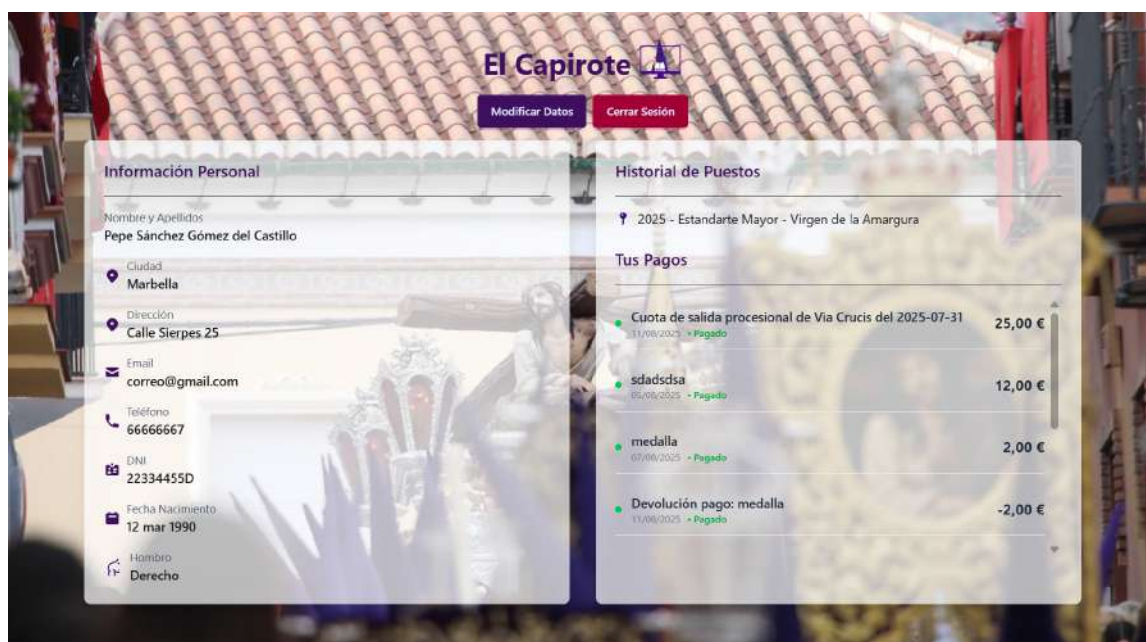 El Capirote
Modificar Datos
Cerrar Sesión
Información Personal
Nombre y Apellidos
Pepe Sánchez Gómez del Castillo
Ciudad
Marbella
Dirección
Calle Sierpes 25
Email
correo@gmail.com
Teléfono
66666667
DNI
22334455D
Fecha Nacimiento
12 mar 1990
Hombro
Derecho
Historial de Puestos
2025 - Estandarte Mayor - Virgen de la Amargura
Tus Pagos
Cuota de salida procesional de Via Crucis del 2025-07-31
25,00 €
11/08/2025 • Pagado
sdadsdsa
12,00 €
• Pagado
medalla
2,00 €
07/08/2025 • Pagado
Devolución pago: medalla
-2,00 €
11/08/2025 • Pagado